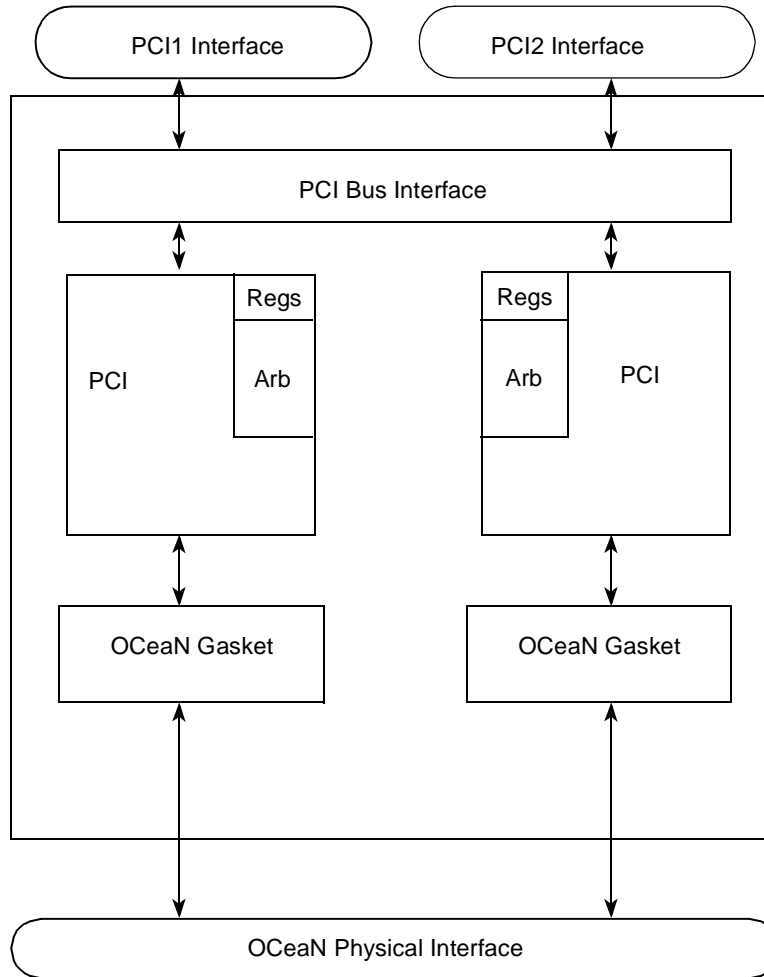 PCI1 Interface
PCI2 Interface
PCI Bus Interface
Regs
Regs
PCI
Arb
Arb
PCI
OCeaN Gasket
OCeaN Gasket
OCeaN Physical Interface